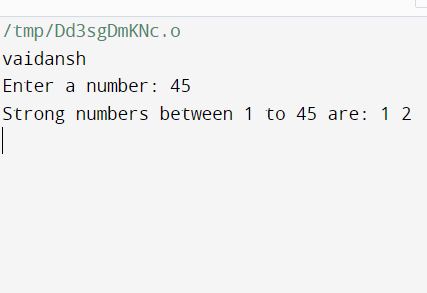 /tmp/Dd3sgDmKNc.o
vaidansh
Enter a number: 45
Strong numbers between 1 to 45 are: 1 2